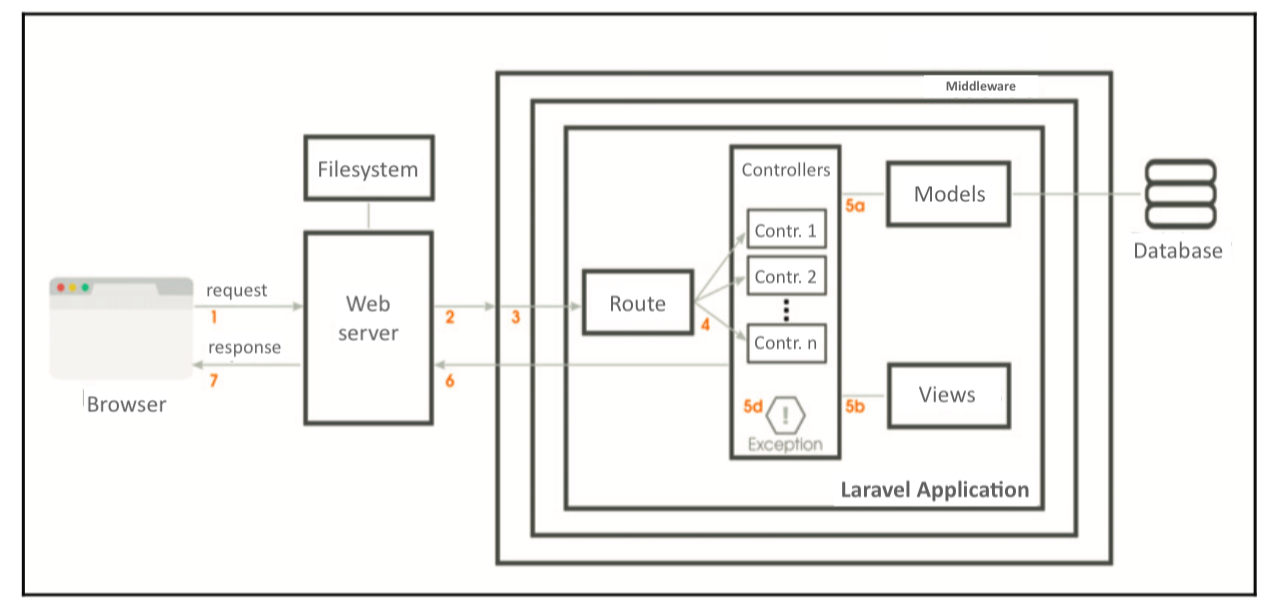 Middleware
Filesystem
Controllers
Models
5a
Database
Contr. 1
Contr. 2
Contr. n
request
1
Web
server
2
3
Route
4
response
7
6
Browser
5d
!
Exception
5b
Views
Laravel Application